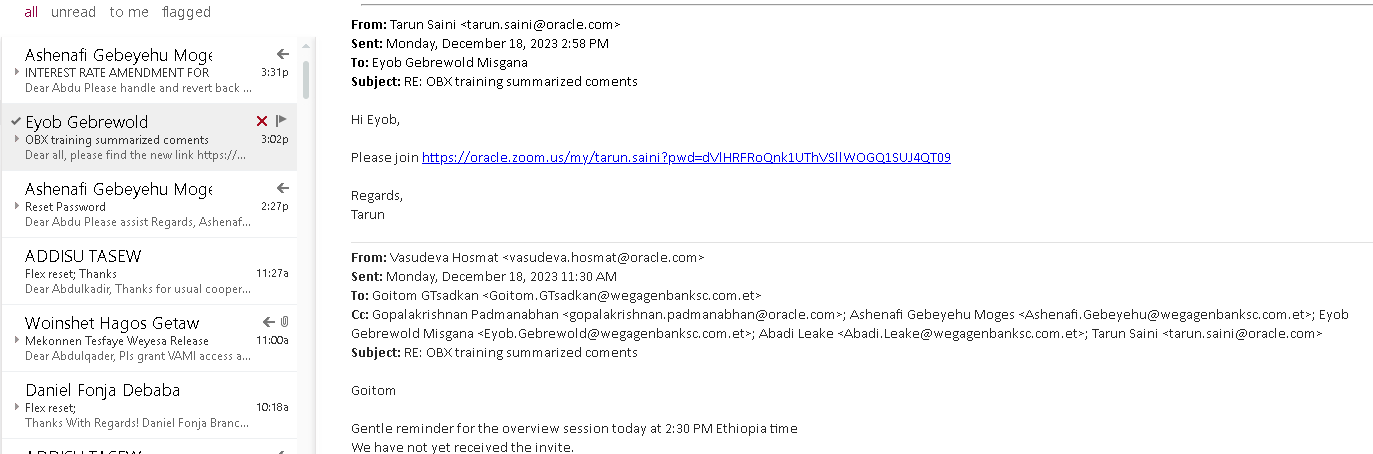 all unread to me flagged
Ashenafi Gebeyehu Moge
INTEREST RATE AMENDMENT FOR 3:31p
Dear Abdu Please handle and revert back ...
Eyob Gebrewold
OBX training summarized coments 3:02p
Dear all, please find the new link https://...
Ashenafi Gebeyehu Moge
Reset Password 2:27p
Dear Abdu Please assist Regards, Ashenaf...
ADDISU TASEW
Flex reset; Thanks 11:27a
Dear Abdulkadir, Thanks for usual cooper...
Woinshet Hagos Getaw
Mekonnen Tesfaye Weyesa Release 11:00a
Dear Abdulqader, Pls grant VAMI access a...
Daniel Fonja Debaba
Flex reset; 10:18a
Thanks With Regards! Daniel Fonja Branc...
ADDISU TASEW
From: Tarun Saini <tarun.saini@oracle.com>
Sent: Monday, December 18, 2023 2:58 PM
To: Eyob Gebrewold Misgana
Subject: RE: OBX training summarized coments
Hi Eyob,
Please join https://oracle.zoom.us/my/tarun.saini?pwd=dVlHRFRoQnk1UThVSllWOGQ1SUJ4QT09
Regards,
Tarun
From: Vasudeva Hosmat <vasudeva.hosmat@oracle.com>
Sent: Monday, December 18, 2023 11:30 AM
To: Goitom GTsadkan <Goitom.GTsadkan@wegagenbanksc.com.et>
Cc: Gopalakrishnan Padmanabhan <gopalakrishnan.padmanabhan@oracle.com>; Ashenafi Gebeyehu Moges <Ashenafi.Gebeyehu@wegagenbanksc.com.et>; Eyob
Gebrewold Misgana <Eyob.Gebrewold@wegagenbanksc.com.et>; Abadi Leake <Abadi.Leake@wegagenbanksc.com.et>; Tarun Saini <tarun.saini@oracle.com>
Subject: RE: OBX training summarized coments
Goitom
Gentle reminder for the overview session today at 2:30 PM Ethiopia time
We have not yet received the invite.